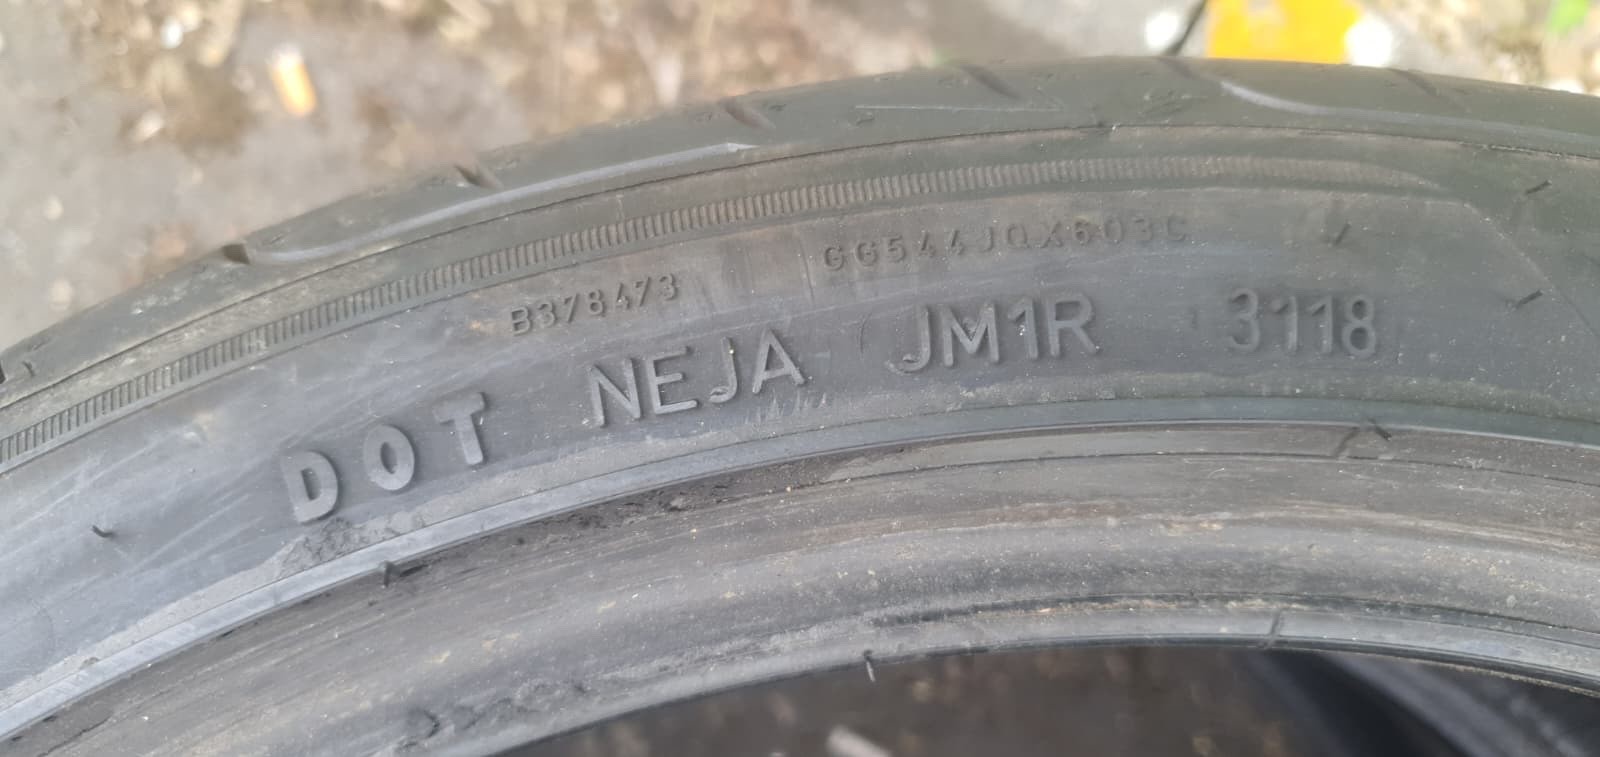 B378473 GG544JQX603C
DOT NEJA JM1R 3118